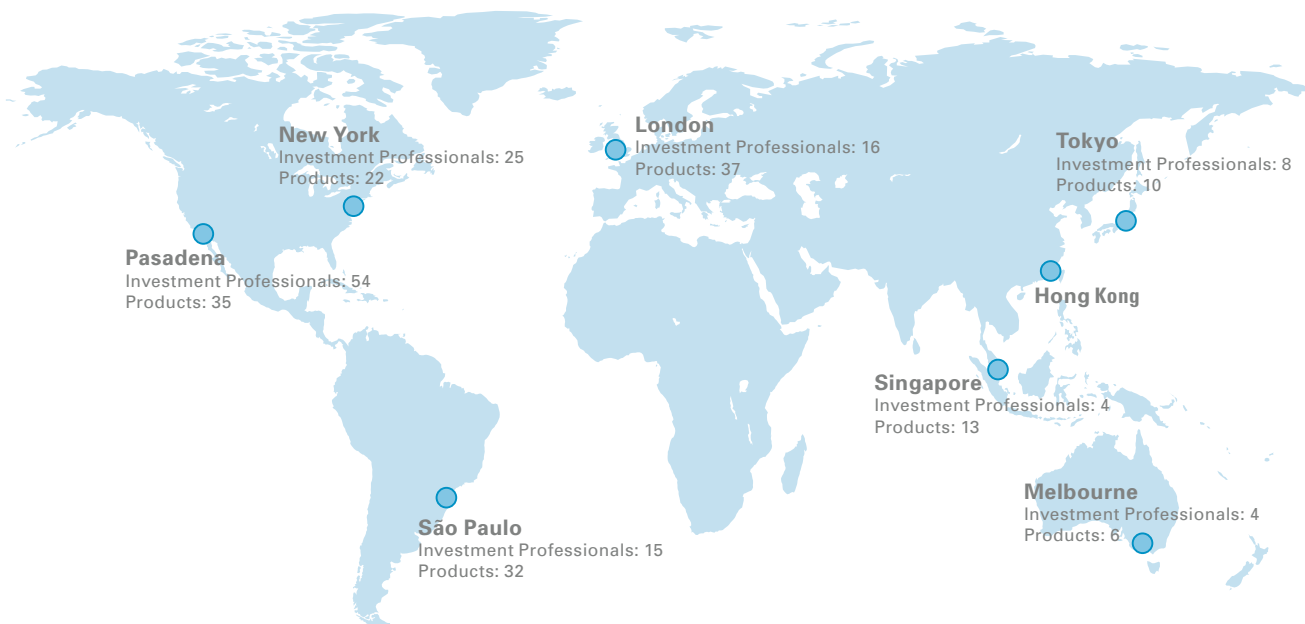 New York
Investment Professionals: 25
Products: 22
London
Investment Professionals: 16
Products: 37
Tokyo
Investment Professionals: 8
Products: 10
Pasadena
Investment Professionals: 54
Products: 35
Hong Kong
Singapore
Investment Professionals: 4
Products: 13
Melbourne
Investment Professionals: 4
Products: 6
São Paulo
Investment Professionals: 15
Products: 32